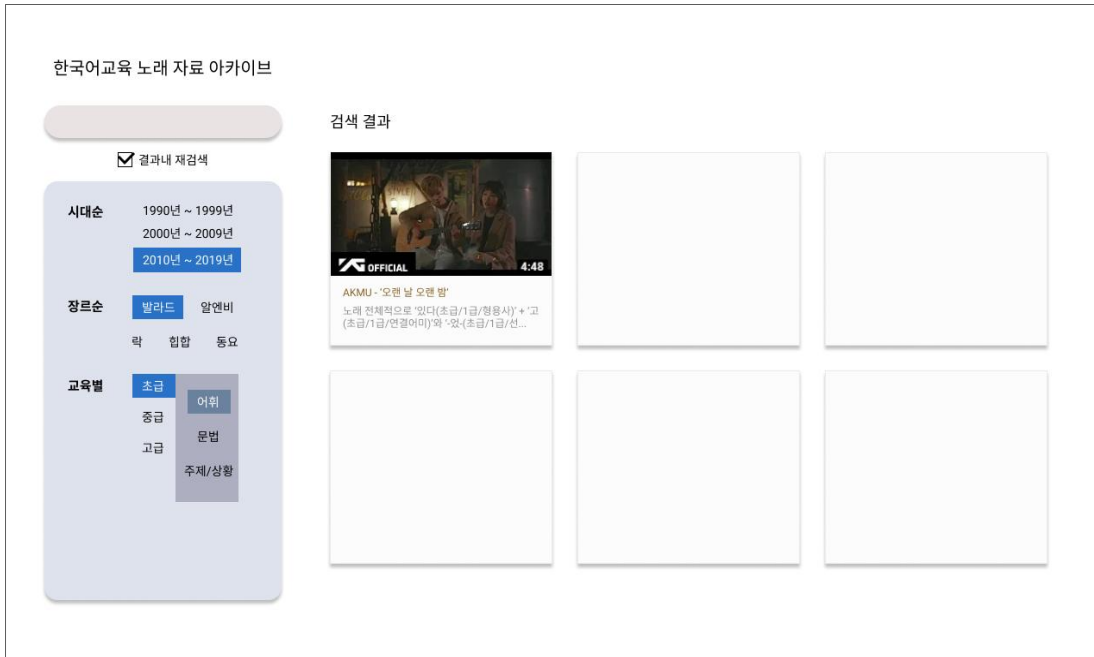 한국어교육 노래 자료 아카이브
결과내 재검색
시대순
1990년 ~ 1999년
2000년 ~ 2009년
2010년 ~ 2019년
장르순
발라드 알엔비
락 힙합 동요
교육별
초급
중급
고급
어휘
문법
주제/상황
검색 결과
YG OFFICIAL
4:48
AKMU - '오랜 날 오랜 밤'
노래 전체적으로 '있다(초급/1급/형용사)' + '고
(초급/1급/연결어미)'와 '-었-(초급/1급/선...